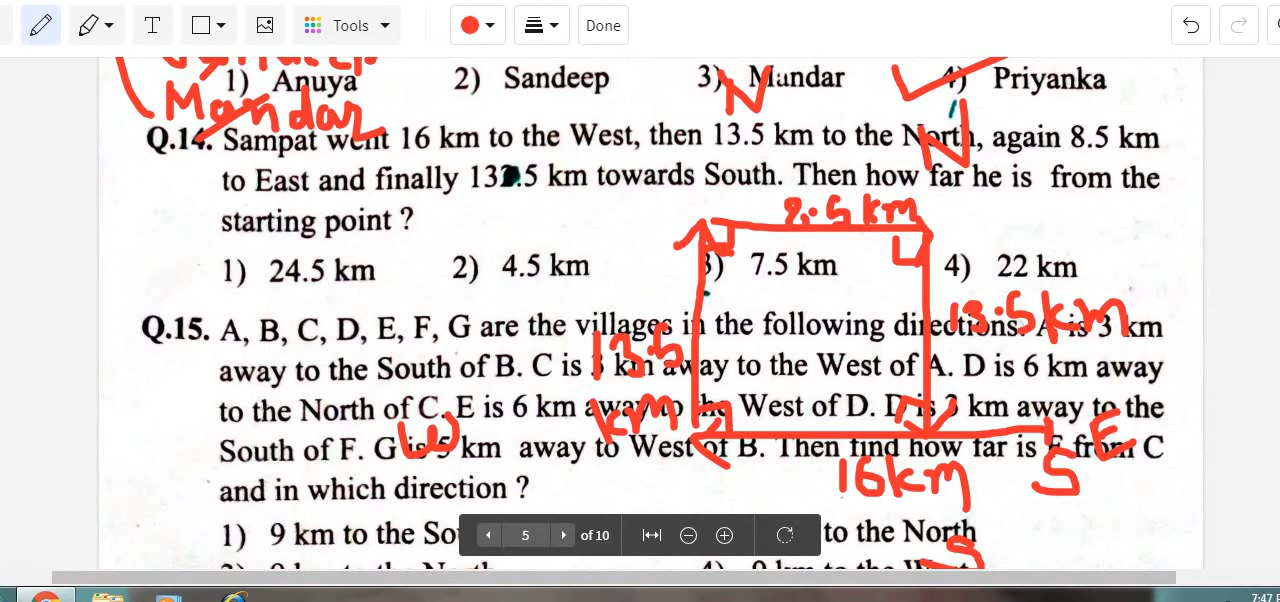 Tools
Done
Mandar
1) Anuya 2) Sandeep 3) Mandar 4) Priyanka
N
N
Q.14. Sampat went 16 km to the West, then 13.5 km to the North, again 8.5 km
to East and finally 13.5 km towards South. Then how far he is from the
starting point ?
8.5 km
1) 24.5 km 2) 4.5 km 3) 7.5 km 4) 22 km
13.5 km
13.5
km
Q.15. A, B, C, D, E, F, G are the villages in the following directions. A is 3 km
away to the South of B. C is 3 km away to the West of A. D is 6 km away
to the North of C. E is 6 km away to the West of D. D is 3 km away to the
South of F. G is 5 km away to West of B. Then find how far is F from C
and in which direction ?
(W)
E
S
16km
1) 9 km to the So
to the North
S
5 of 10
7:47